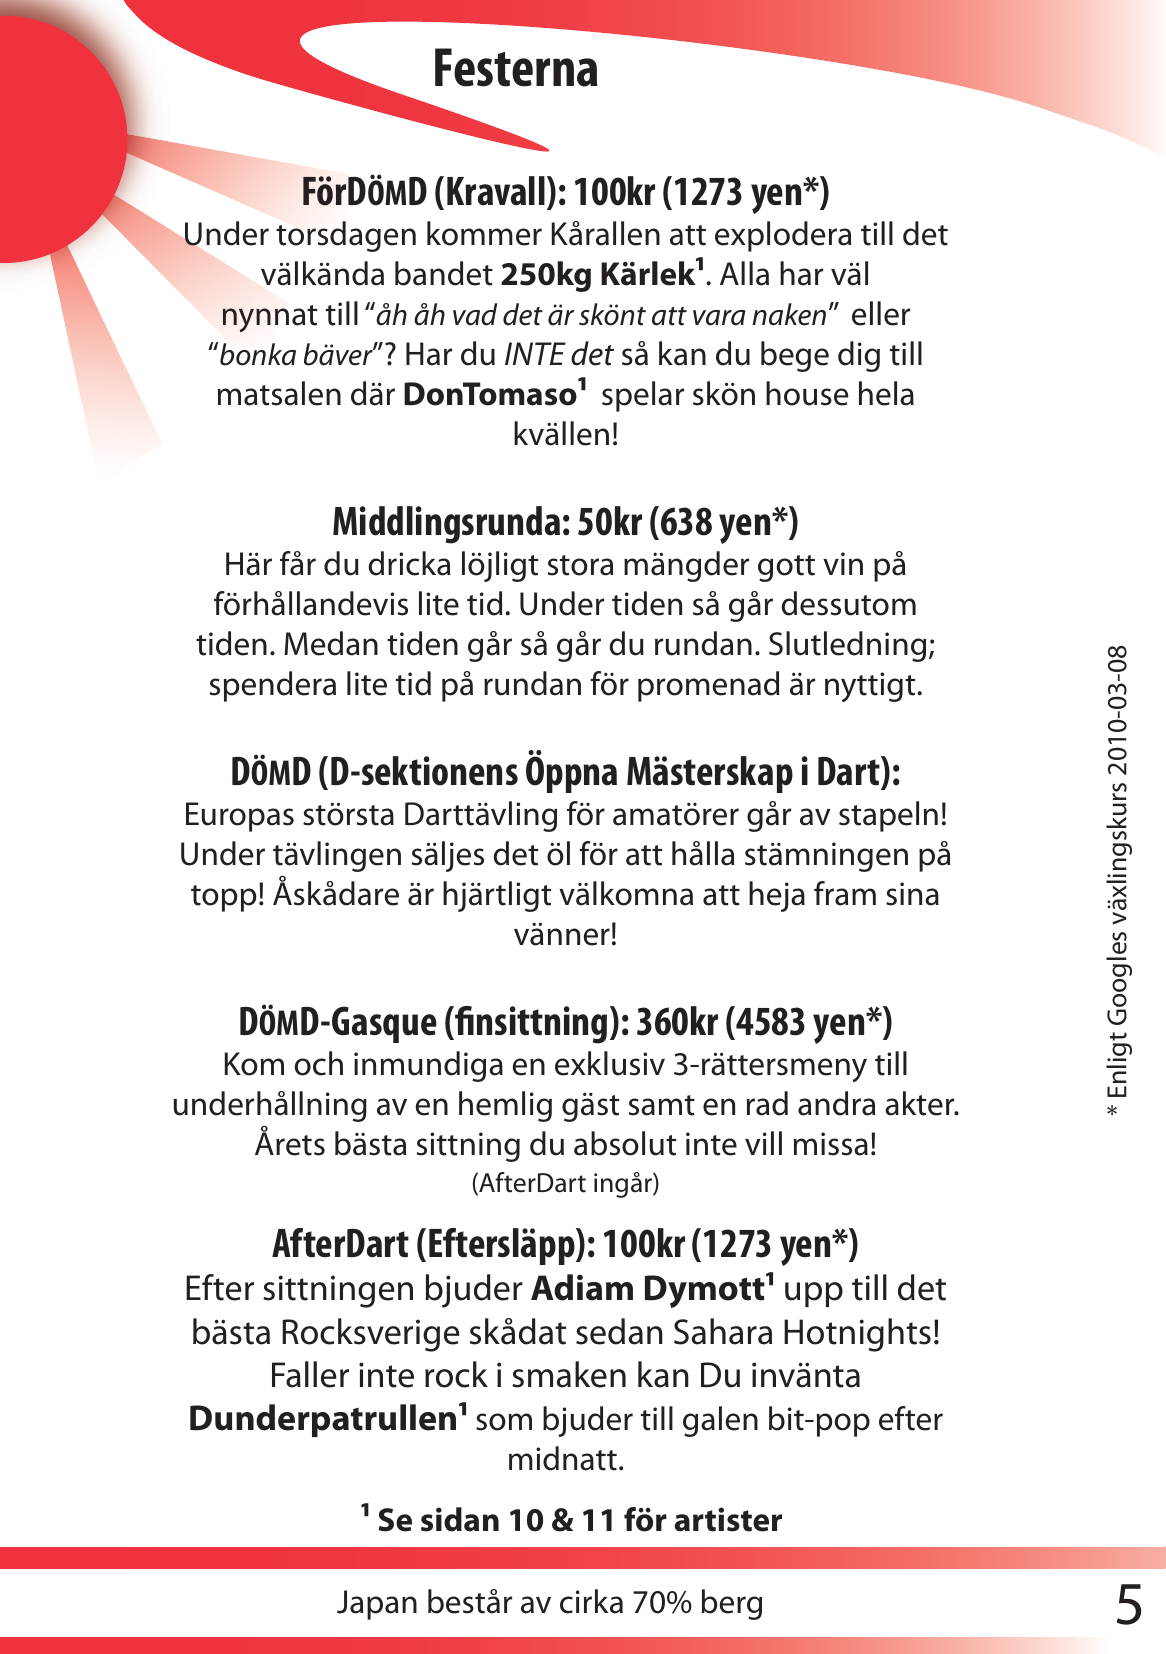 Festerna
FörDÖMD (Kravall): 100kr (1273 yen*)
Under torsdagen kommer Kårallen att explodera till det
välkända bandet 250kg Kärlek¹. Alla har väl
nynnat till “åh åh vad det är skönt att vara naken” eller
“bonka bäver”? Har du INTE det så kan du bege dig till
matsalen där DonTomaso¹ spelar skön house hela
kvällen!
Middlingsrunda: 50kr (638 yen*)
Här får du dricka löjligt stora mängder gott vin på
förhållandevis lite tid. Under tiden så går dessutom
tiden. Medan tiden går så går du rundan. Slutledning;
spendera lite tid på rundan för promenad är nyttigt.
DÖMD (D-sektionens Öppna Mästerskap i Dart):
Europas största Darttävling för amatörer går av stapeln!
Under tävlingen säljes det öl för att hålla stämningen på
topp! Åskådare är hjärtligt välkomna att heja fram sina
vänner!
DÖMD-Gasque (finsittning): 360kr (4583 yen*)
Kom och inmundiga en exklusiv 3-rättersmeny till
underhållning av en hemlig gäst samt en rad andra akter.
Årets bästa sittning du absolut inte vill missa!
(AfterDart ingår)
AfterDart (Eftersläpp): 100kr (1273 yen*)
Efter sittningen bjuder Adiam Dymott¹ upp till det
bästa Rocksverige skådat sedan Sahara Hotnights!
Faller inte rock i smaken kan Du invänta
Dunderpatrullen¹ som bjuder till galen bit-pop efter
midnatt.
¹ Se sidan 10 & 11 för artister
* Enligt Googles växlingskurs 2010-03-08
Japan består av cirka 70% berg
5